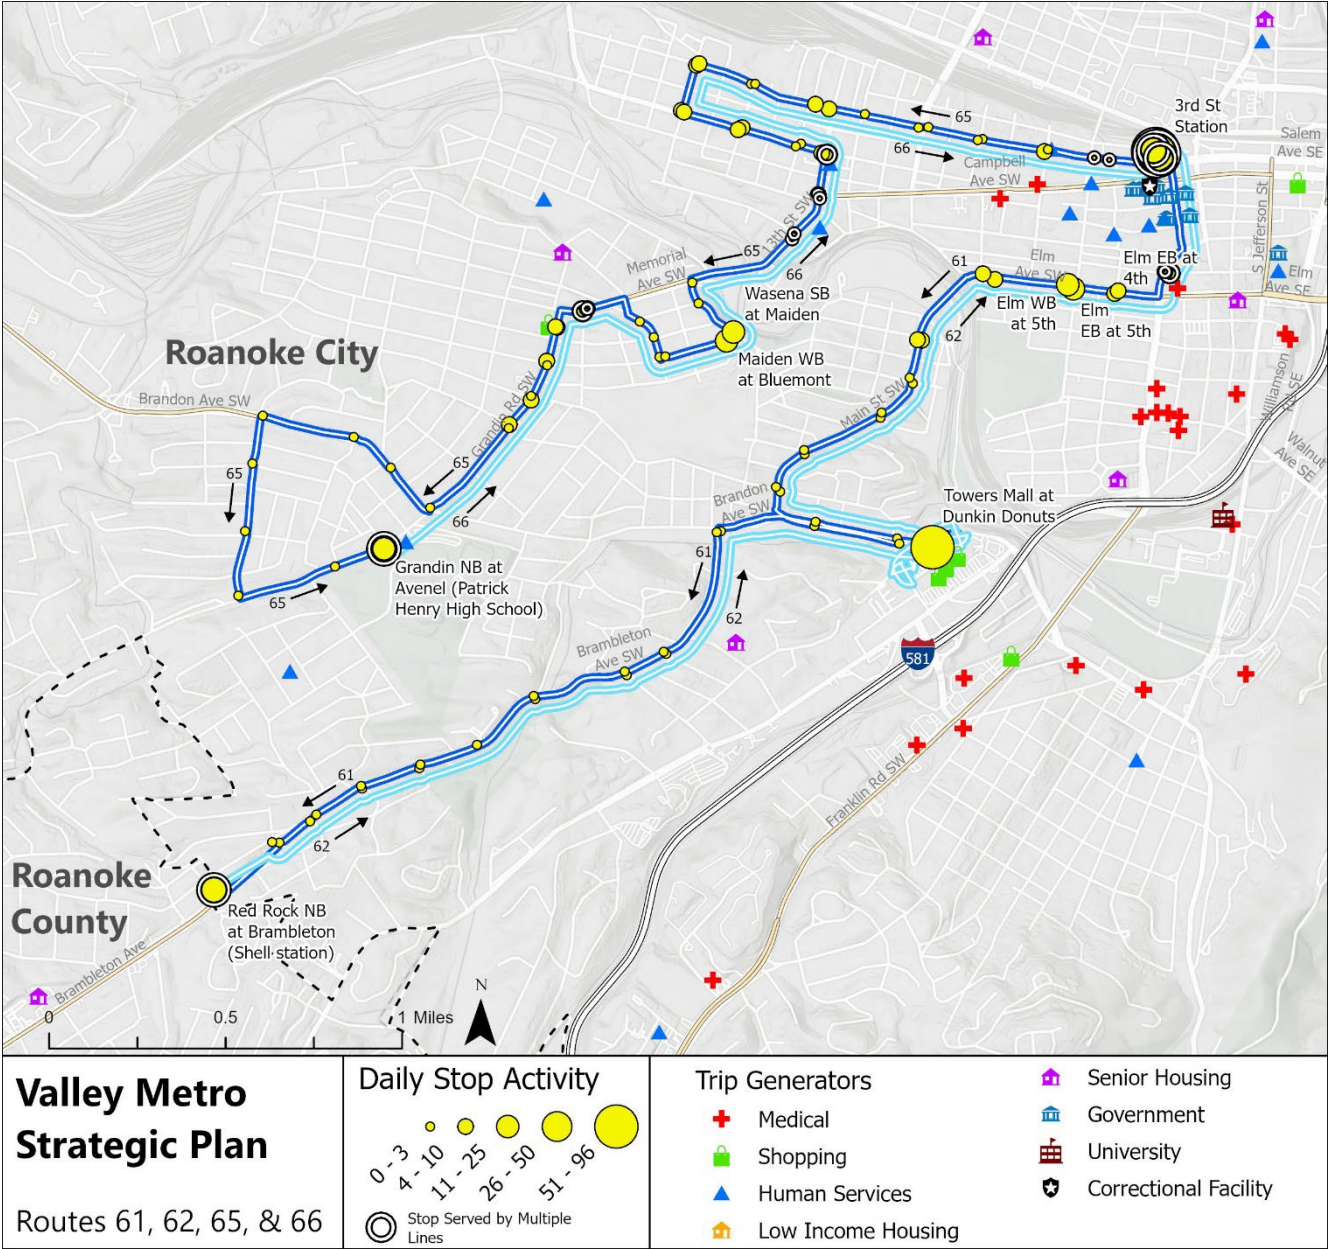 65
66
3rd St
Station
Salem
Ave SE
Campbell
Ave SW
S Jefferson St
13th St SW
65
66
Memorial
Ave SW
Elm EB at
4th
Elm
Ave SW
Elm
Ave SE
61
62
Wasena SB
at Maiden
Elm WB
at 5th
Elm
EB at 5th
Maiden WB
at Bluemont
Roanoke City
Brandon Ave SW
Grandin Rd SW
Main St SW
Williamson
Rd SE
Walnut
Ave SE
65
65
66
Brandon
Ave SW
Towers Mall at
Dunkin Donuts
61
62
Grandin NB at
Avenel (Patrick
Henry High School)
65
Brambleton
Ave SW
581
61
62
Franklin Rd SW
Roanoke
County
Red Rock NB
at Brambleton
(Shell station)
Brambleton Ave
N
0
0.5
1 Miles
Valley Metro
Strategic Plan
Routes 61, 62, 65, & 66
Daily Stop Activity
0 - 3
4 - 10
11 - 25
26 - 50
51 - 96
Stop Served by Multiple
Lines
Trip Generators
Medical
Shopping
Human Services
Low Income Housing
Senior Housing
Government
University
Correctional Facility